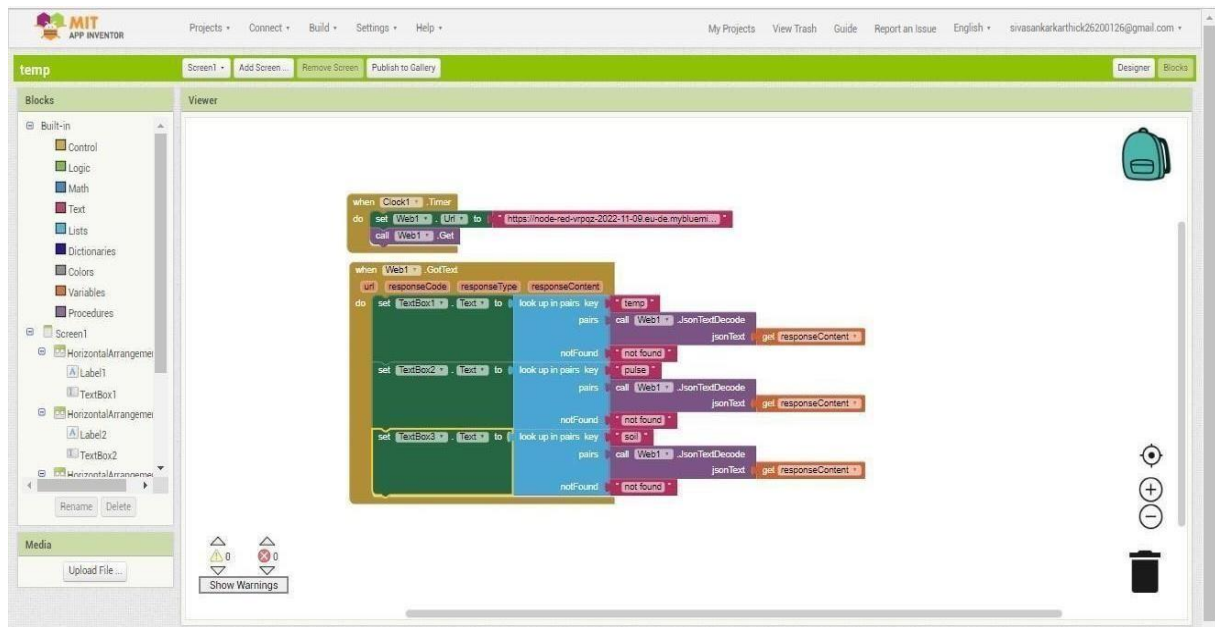 MIT
APP INVENTOR
Projects Connect Build Settings Help My Projects View Trash Guide Report an Issue English sivasankarkarthick26200126@gmail.com
temp Screen1 Add Screen ... Remove Screen Publish to Gallery Designer Blocks
Blocks
Built-in
Control
Logic
Math
Text
Lists
Dictionaries
Colors
Variables
Procedures
Screen1
HorizontalArrangemen
Label1
TextBox1
HorizontalArrangemen
Label2
TextBox2
HorizontalArrangemen
Rename Delete
Media
Upload File ...
Viewer
when Clock1 .Timer
do set Web1 . Url to " https://node-red-vrpqz-2022-11-09.eu-de.mybluemi... "
call Web1 .Get
when Web1 .GotText
url responseCode responseType responseContent
do set TextBox1 . Text to look up in pairs key " temp "
pairs call Web1 .JsonTextDecode
jsonText get responseContent
notFound " not found "
set TextBox2 . Text to look up in pairs key " pulse "
pairs call Web1 .JsonTextDecode
jsonText get responseContent
notFound " not found "
set TextBox3 . Text to look up in pairs key " soil "
pairs call Web1 .JsonTextDecode
jsonText get responseContent
notFound " not found "
0 0
Show Warnings